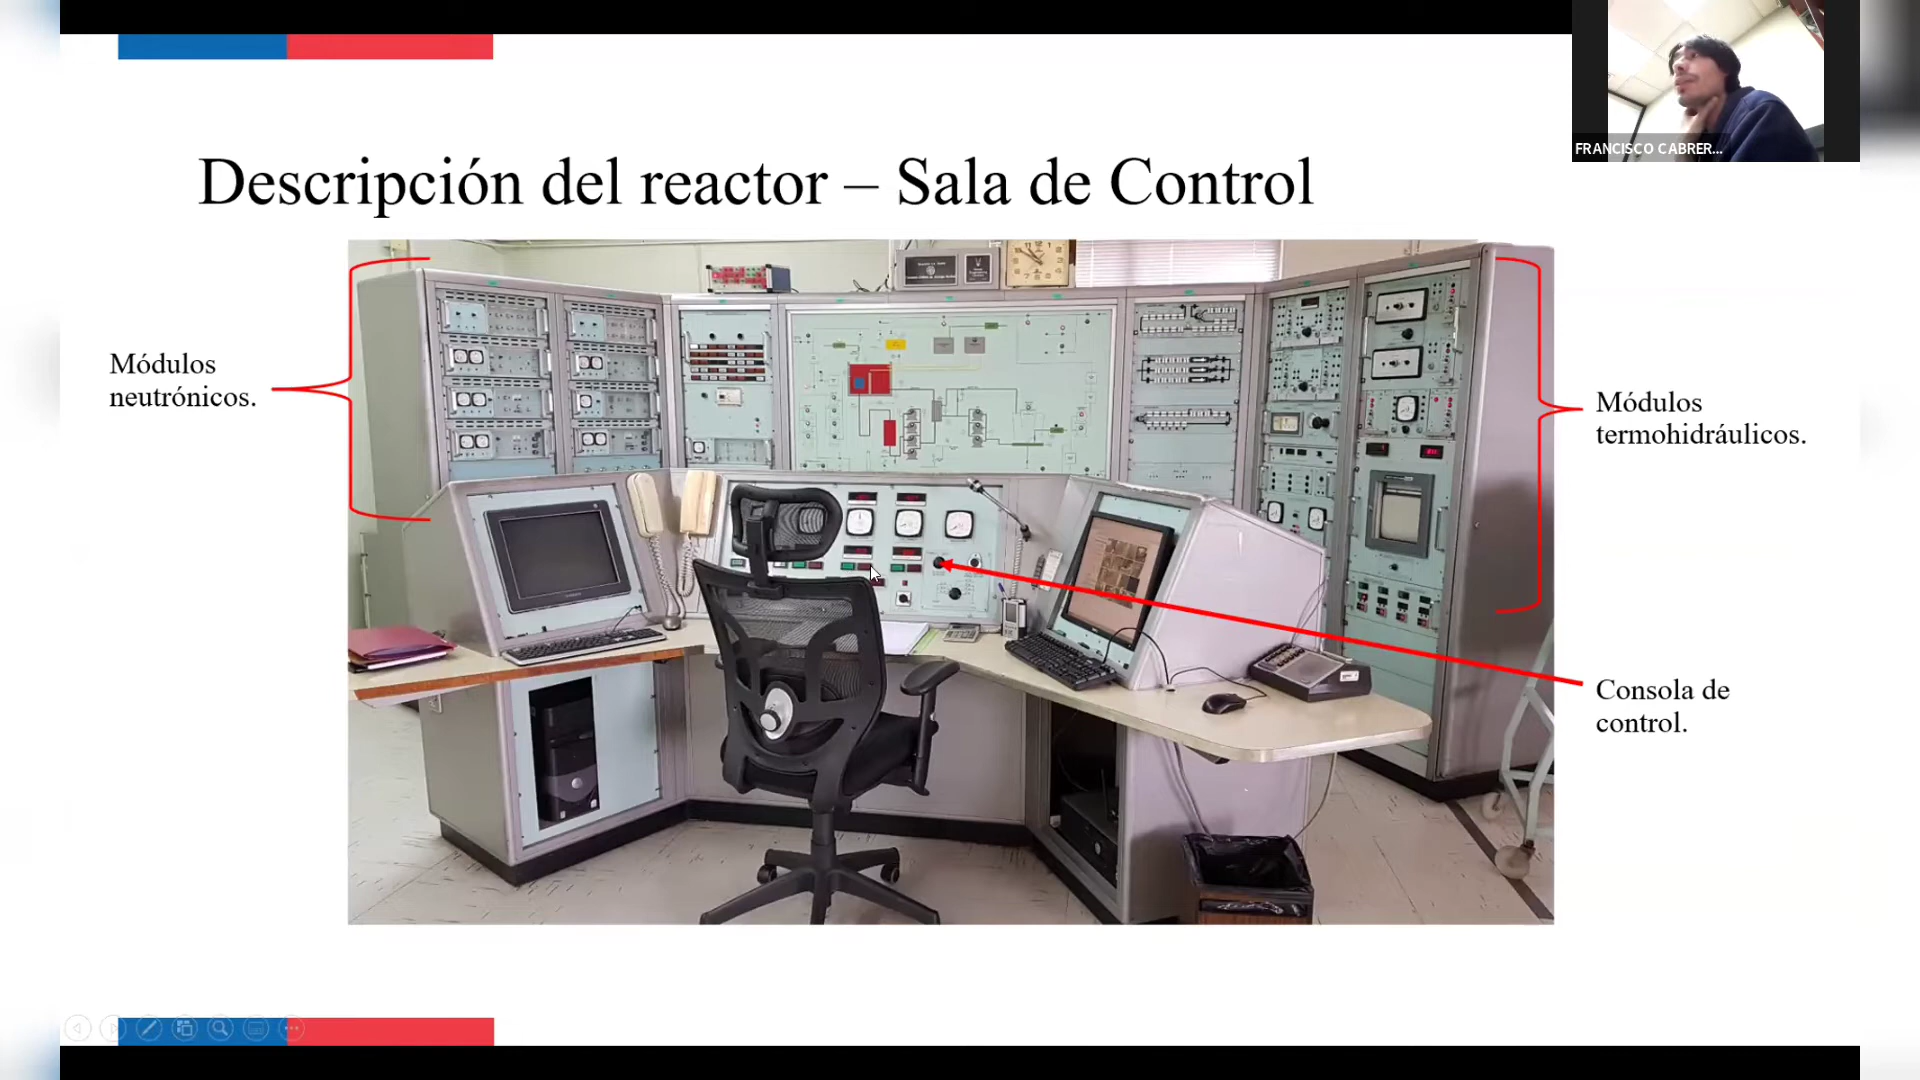 FRANCISCO CABRER...
Descripción del reactor – Sala de Control
Módulos
neutrónicos.
Módulos
termohidráulicos.
Consola de
control.